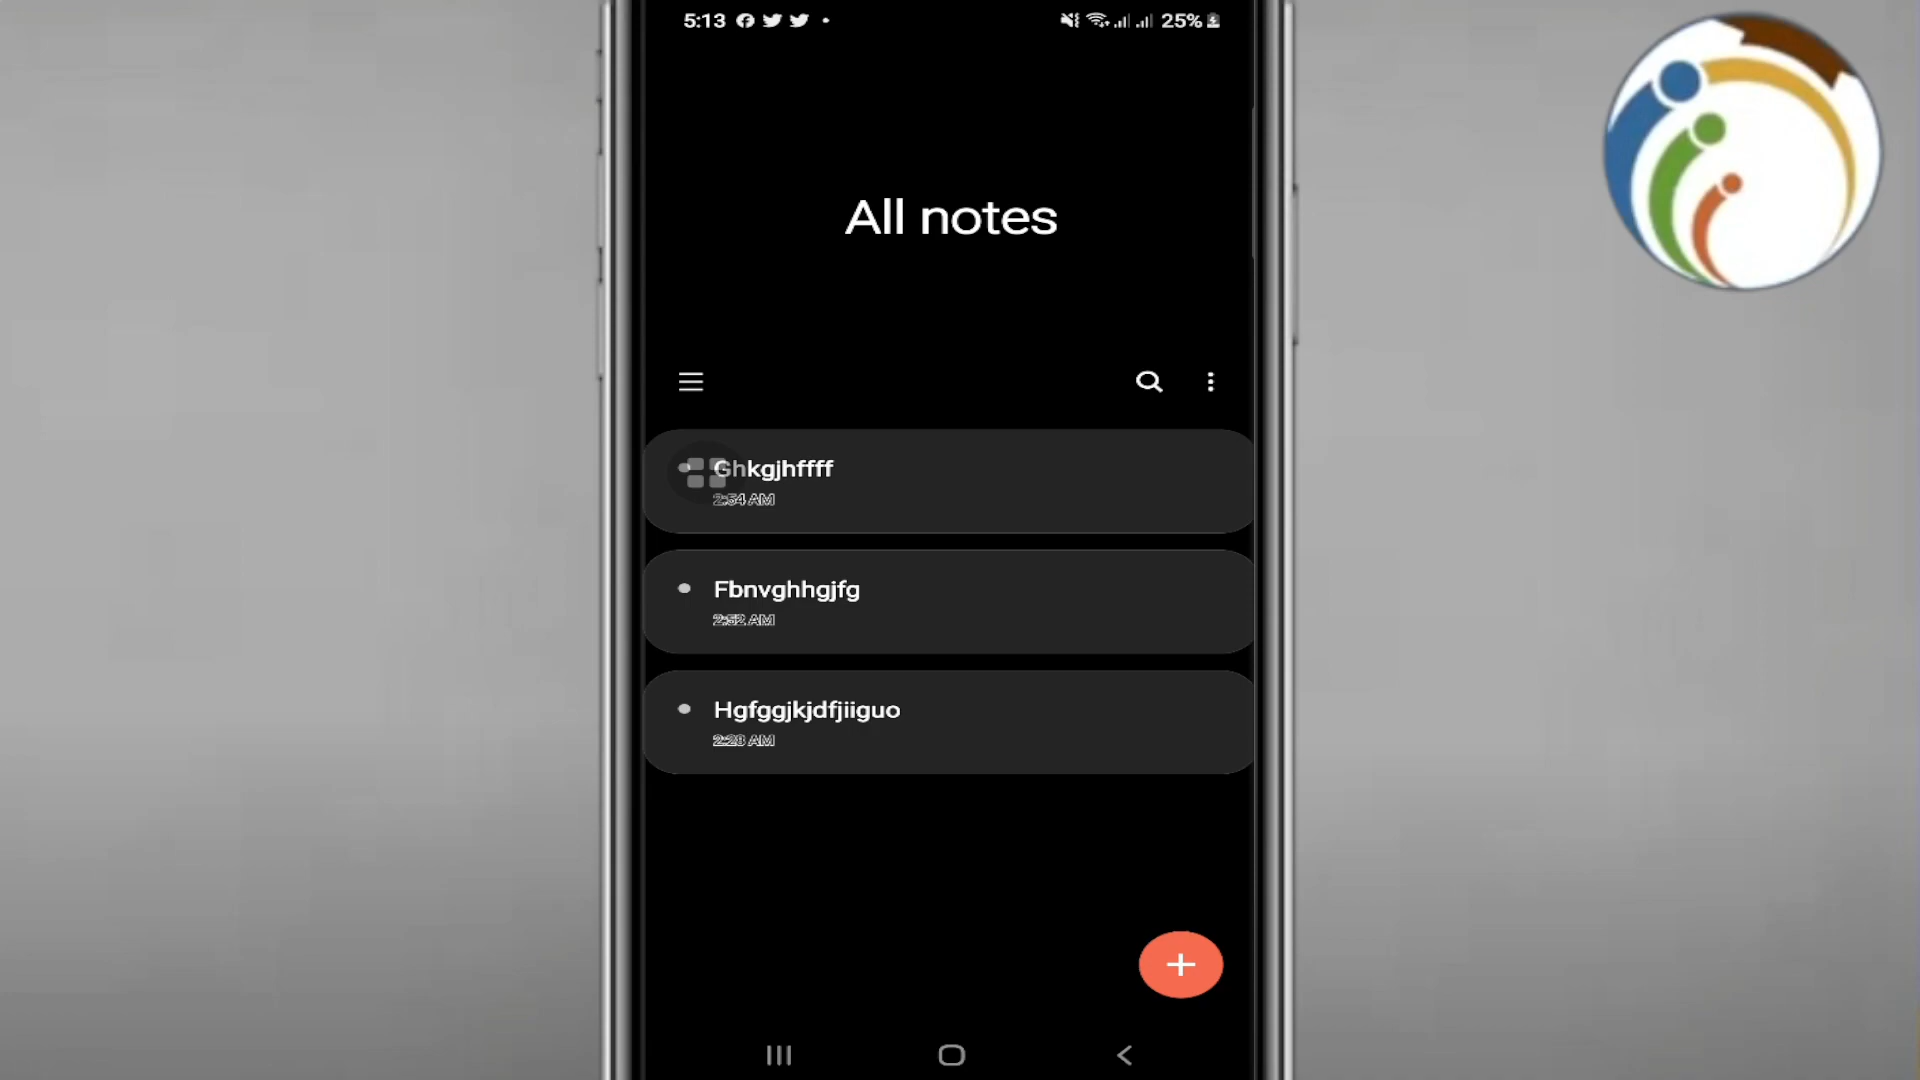 5:13
25%
All notes
Ghkgjhffff
2:54 AM
Fbnvghhgjfg
2:52 AM
Hgfggjkjdfjiiguo
2:28 AM